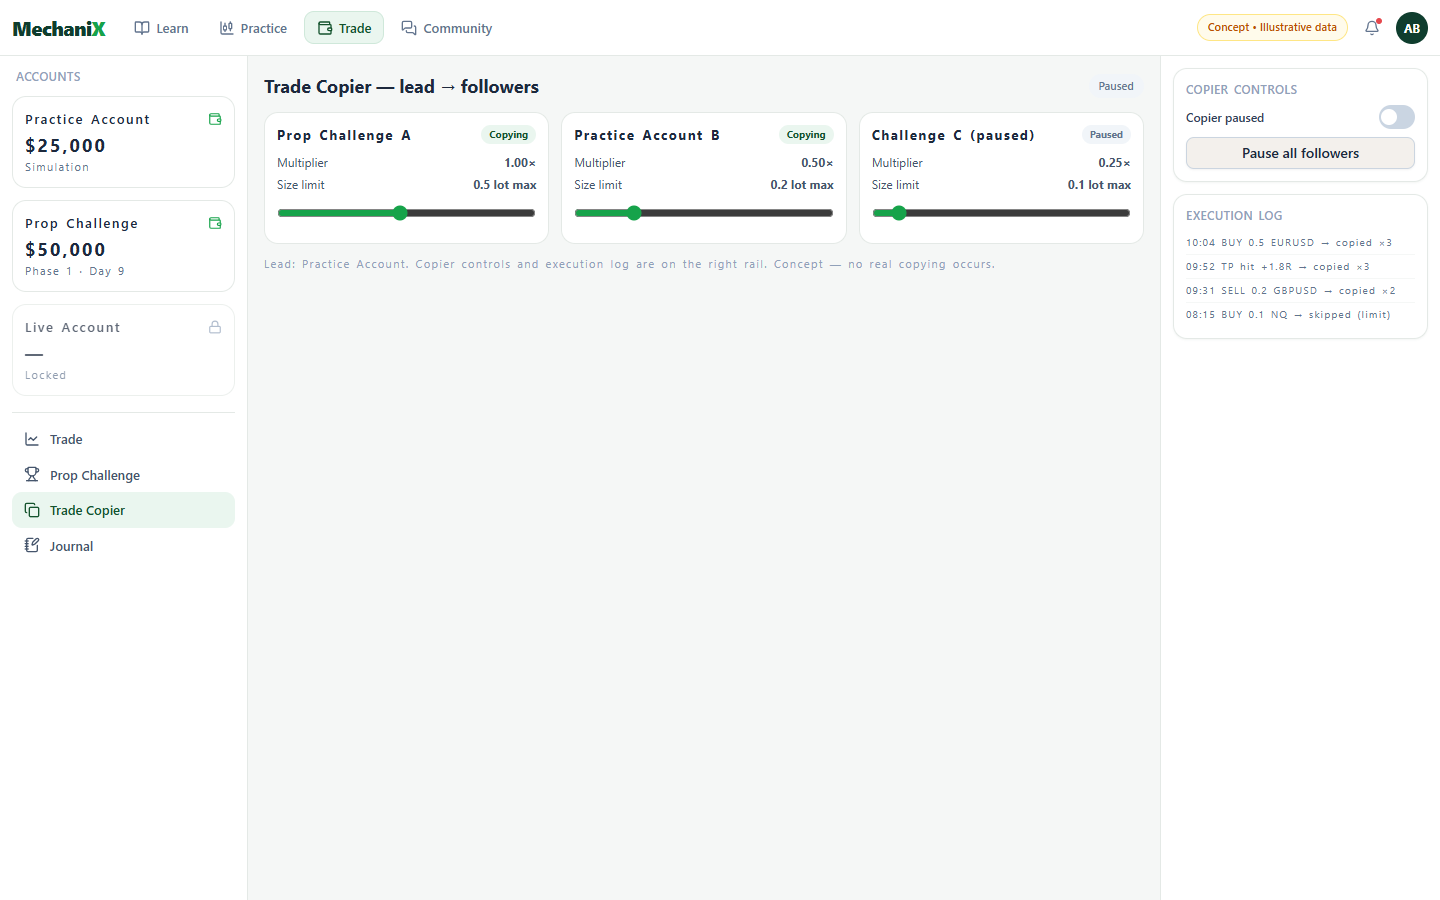 MechaniX
Learn
Practice
Trade
Community
Concept • Illustrative data
AB
ACCOUNTS
Practice Account
$25,000
Simulation
Prop Challenge
$50,000
Phase 1 · Day 9
Live Account
—
Locked
Trade
Prop Challenge
Trade Copier
Journal
Trade Copier — lead → followers
Paused
Prop Challenge A
Copying
Multiplier
1.00×
Size limit
0.5 lot max
Practice Account B
Copying
Multiplier
0.50×
Size limit
0.2 lot max
Challenge C (paused)
Paused
Multiplier
0.25×
Size limit
0.1 lot max
Lead: Practice Account. Copier controls and execution log are on the right rail. Concept — no real copying occurs.
COPIER CONTROLS
Copier paused
Pause all followers
EXECUTION LOG
10:04 BUY 0.5 EURUSD → copied ×3
09:52 TP hit +1.8R → copied ×3
09:31 SELL 0.2 GBPUSD → copied ×2
08:15 BUY 0.1 NQ → skipped (limit)